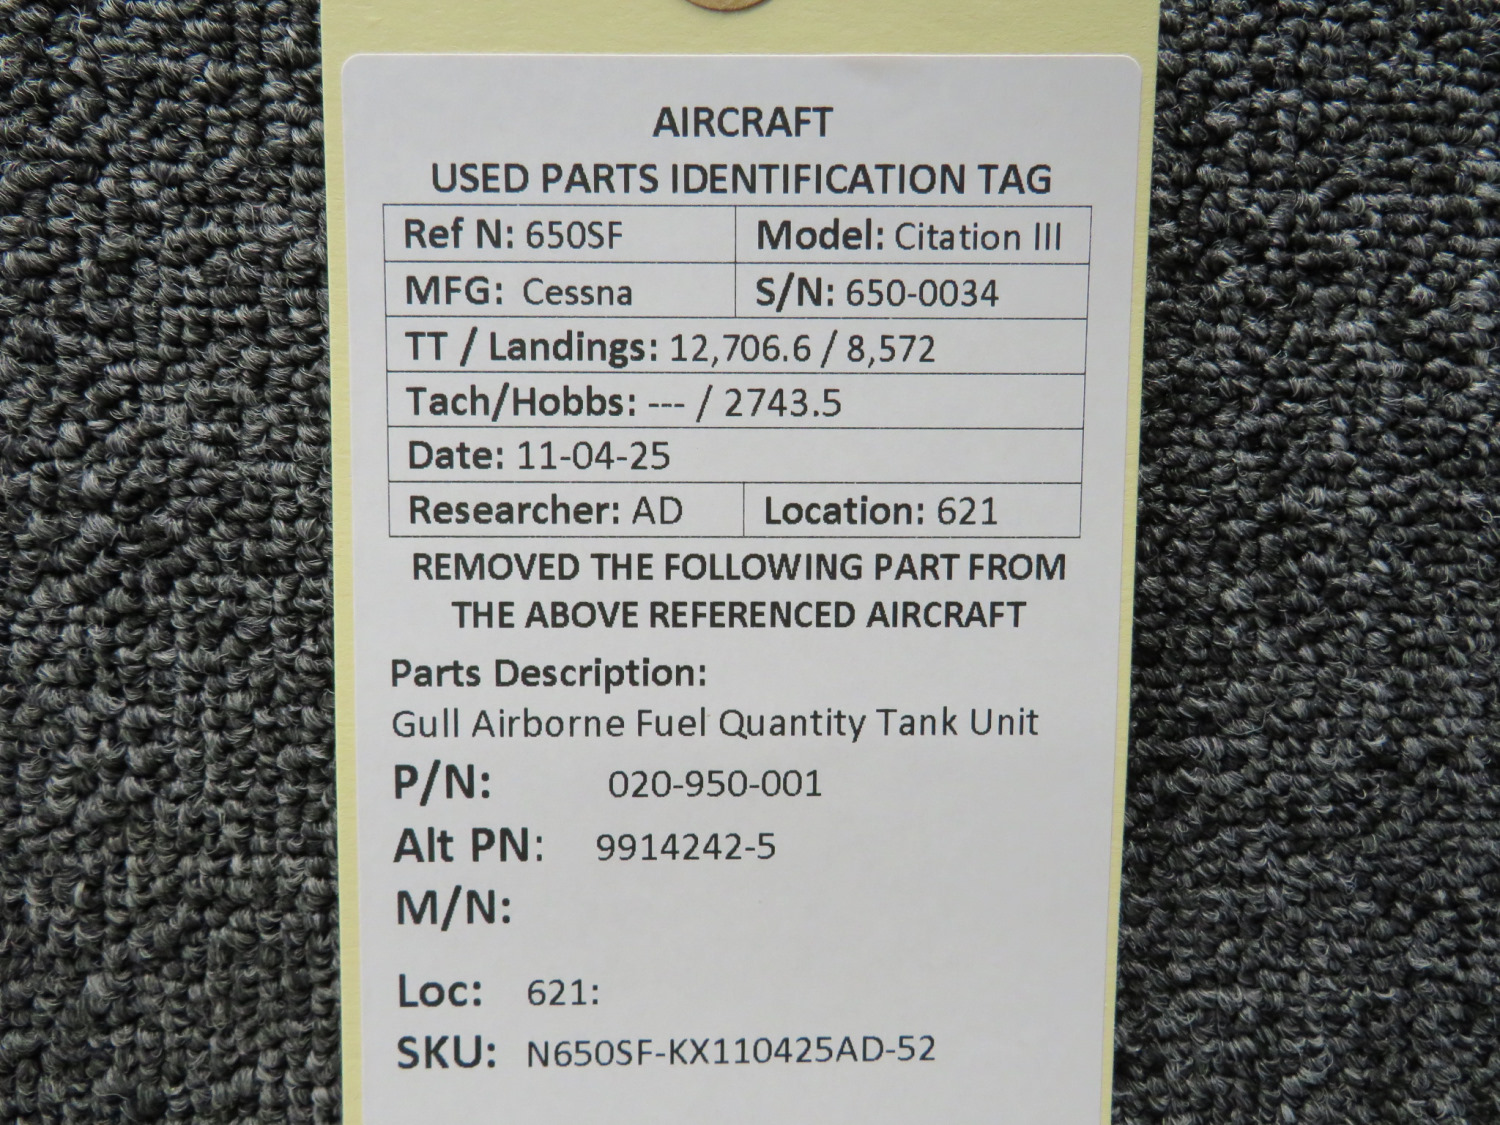 AIRCRAFT
USED PARTS IDENTIFICATION TAG
Ref N: 650SF Model: Citation III
MFG: Cessna S/N: 650-0034
TT / Landings: 12,706.6 / 8,572
Tach/Hobbs: --- / 2743.5
Date: 11-04-25
Researcher: AD Location: 621
REMOVED THE FOLLOWING PART FROM
THE ABOVE REFERENCED AIRCRAFT
Parts Description:
Gull Airborne Fuel Quantity Tank Unit
P/N: 020-950-001
Alt PN: 9914242-5
M/N:
Loc: 621:
SKU: N650SF-KX110425AD-52